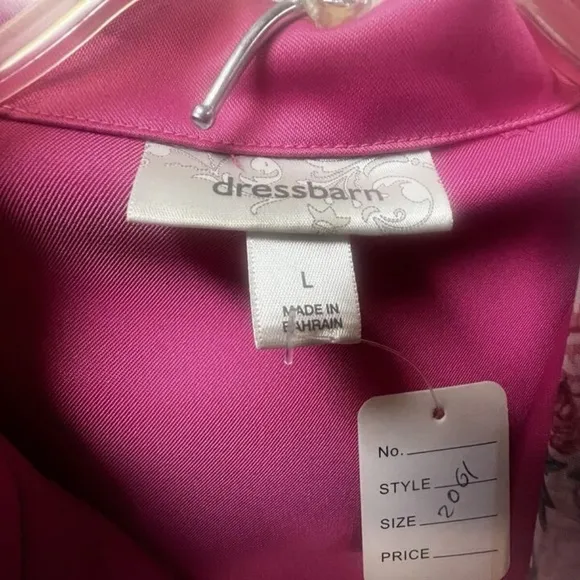 dressbarn
L
MADE IN
BAHRAIN
No.
STYLE
2061
SIZE
PRICE